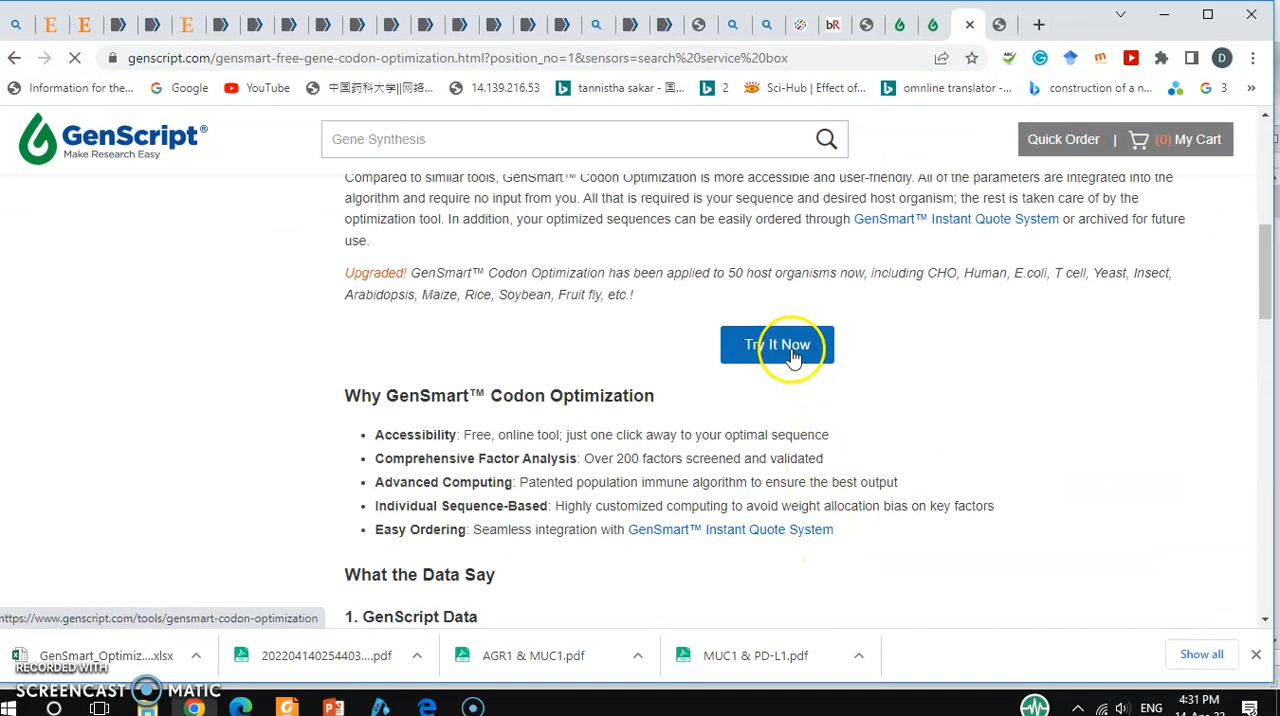 bR
D
genscript.com/gensmart-free-gene-codon-optimization.html?position_no=1&sensors=search%20service%20box
Information for the...
Google
YouTube
中国药科大学||网络...
14.139.216.53
tannistha sakar - 国...
2
Sci-Hub | Effect of...
omnline translator -...
construction of a n...
3
»
GenScript®
Make Research Easy
Gene Synthesis
Quick Order | (0) My Cart
Compared to similar tools, GenSmart™ Codon Optimization is more accessible and user-friendly. All of the parameters are integrated into the
algorithm and require no input from you. All that is required is your sequence and desired host organism; the rest is taken care of by the
optimization tool. In addition, your optimized sequences can be easily ordered through GenSmart™ Instant Quote System or archived for future
use.
Upgraded! GenSmart™ Codon Optimization has been applied to 50 host organisms now, including CHO, Human, E.coli, T cell, Yeast, Insect,
Arabidopsis, Maize, Rice, Soybean, Fruit fly, etc.!
Try It Now
Why GenSmart™ Codon Optimization
• Accessibility: Free, online tool; just one click away to your optimal sequence
• Comprehensive Factor Analysis: Over 200 factors screened and validated
• Advanced Computing: Patented population immune algorithm to ensure the best output
• Individual Sequence-Based: Highly customized computing to avoid weight allocation bias on key factors
• Easy Ordering: Seamless integration with GenSmart™ Instant Quote System
What the Data Say
1. GenScript Data
https://www.genscript.com/tools/gensmart-codon-optimization
GenSmart_Optimiz....xlsx
202204140254403....pdf
AGR1 & MUC1.pdf
MUC1 & PD-L1.pdf
Show all
RECORDED WITH
SCREENCAST MATIC
ENG
4:31 PM